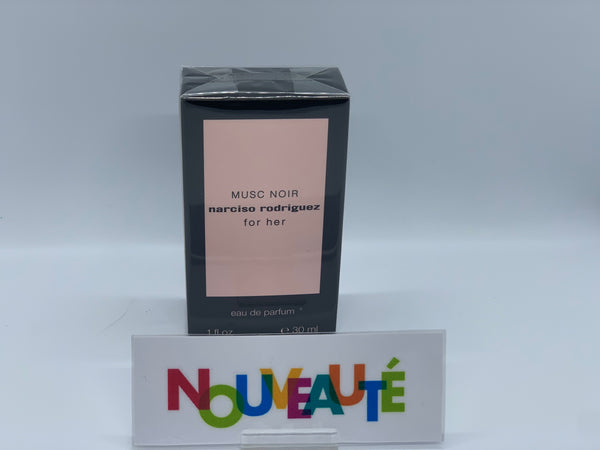 MUSC NOIR
narciso rodriguez
for her
eau de parfum
1 fl.oz ℮ 30 ml
NOUVEAUTÉ